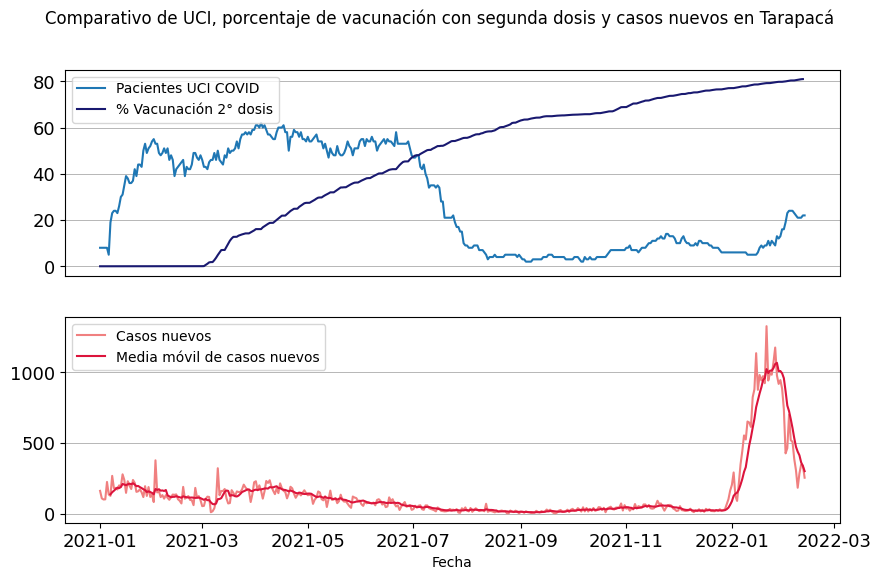 Comparativo de UCI, porcentaje de vacunación con segunda dosis y casos nuevos en Tarapacá
80
60
40
20
0
Pacientes UCI COVID
% Vacunación 2° dosis
1000
500
0
Casos nuevos
Media móvil de casos nuevos
2021-01 2021-03 2021-05 2021-07 2021-09 2021-11 2022-01 2022-03
Fecha